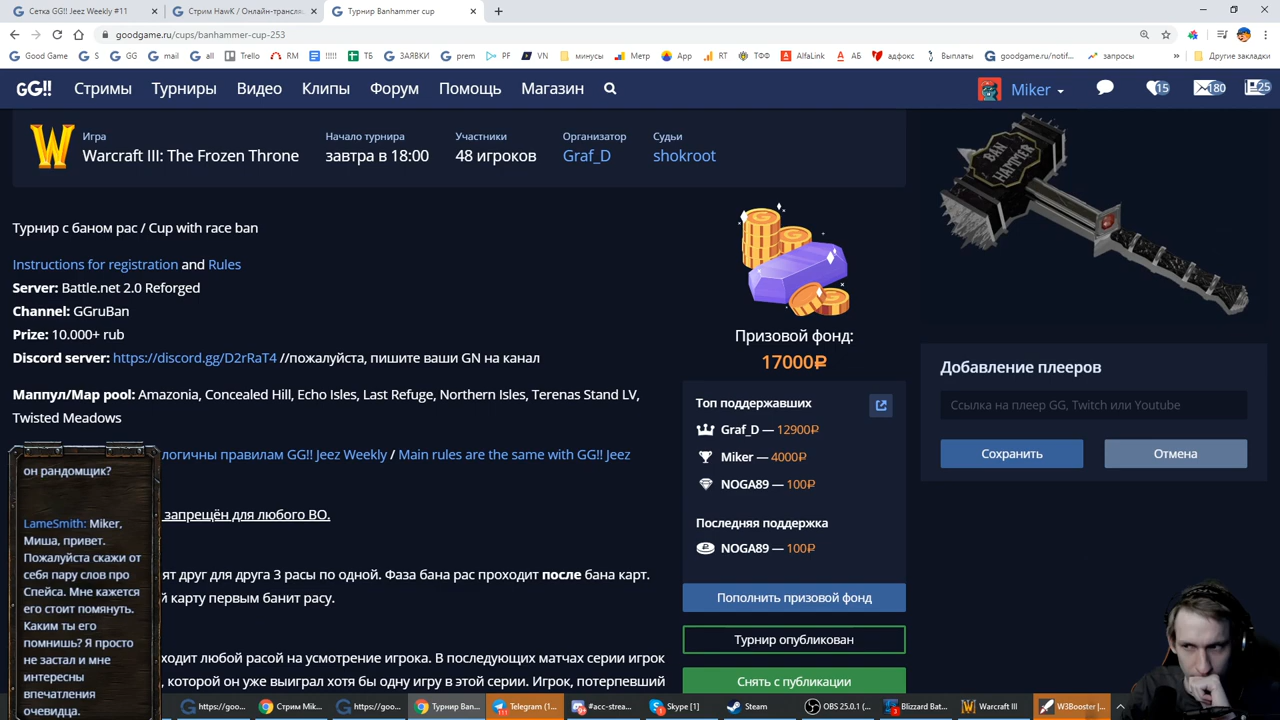 Сетка GG!! Jeez Weekly #11
Стрим HawK / Онлайн-трансля
Турнир Banhammer cup
goodgame.ru/cups/banhammer-cup-253
Good Game
G
GG
mail
all
Trello
RM
!!!!!
ТБ
ЗАЯВКИ
prem
PF
VN
минусы
Метр
App
RT
ТФФ
AlfaLink
АБ
адфокс
Выплаты
goodgame.ru/notif...
запросы
»
Другие закладки
GG!!
Стримы
Турниры
Видео
Клипы
Форум
Помощь
Магазин
Miker
15
180
25
Игра
Warcraft III: The Frozen Throne
Начало турнира
завтра в 18:00
Участники
48 игроков
Организатор
Graf_D
Судьи
shokroot
BAN
HAMMER
Турнир с баном рас / Cup with race ban
Instructions for registration and Rules
Server: Battle.net 2.0 Reforged
Channel: GGruBan
Prize: 10.000+ rub
Discord server: https://discord.gg/D2rRaT4 //пожалуйста, пишите ваши GN на канал
Маппул/Map pool: Amazonia, Concealed Hill, Echo Isles, Last Refuge, Northern Isles, Terenas Stand LV,
Twisted Meadows
логичны правилам GG!! Jeez Weekly / Main rules are the same with GG!! Jeez
запрещён для любого BO.
ят друг для друга 3 расы по одной. Фаза бана рас проходит после бана карт.
й карту первым банит расу.
ходит любой расой на усмотрение игрока. В последующих матчах серии игрок
, которой он уже выиграл хотя бы одну игру в этой серии. Игрок, потерпевший
Призовой фонд:
17000₽
Топ поддержавших
Graf_D — 12900₽
Miker — 4000₽
NOGA89 — 100₽
Последняя поддержка
NOGA89 — 100₽
Пополнить призовой фонд
Турнир опубликован
Снять с публикации
Добавление плееров
Ссылка на плеер GG, Twitch или Youtube
Сохранить
Отмена
он рандомщик?
LameSmith: Miker,
Миша, привет.
Пожалуйста скажи от
себя пару слов про
Спейса. Мне кажется
его стоит помянуть.
Каким ты его
помнишь? Я просто
не застал и мне
интересны
впечатления
очевидца.
https://goo...
Стрим Mik...
https://goo...
Турнир Ban...
Telegram (1...
#acc-strea...
Skype [1]
Steam
OBS 25.0.1 (...
Blizzard Bat...
Warcraft III
W3Booster |...